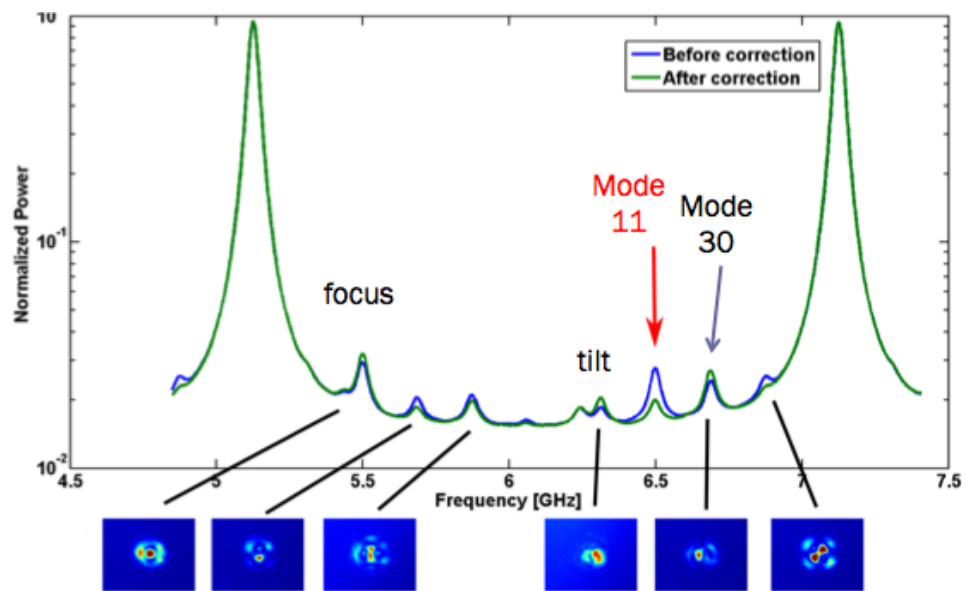 10
Before correction
After correction
Normalized Power
Mode
11
Mode
30
10-1
focus
tilt
10-2
4.5
5
5.5
6
6.5
7
7.5
Frequency [GHz]